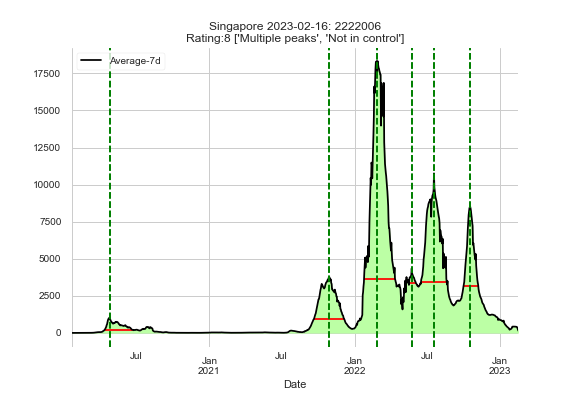 Singapore 2023-02-16: 2222006
Rating:8 ['Multiple peaks', 'Not in control']
Average-7d
17500
15000
12500
10000
7500
5000
2500
0
Jul
Jan
2021
Jul
Jan
2022
Jul
Jan
2023
Date